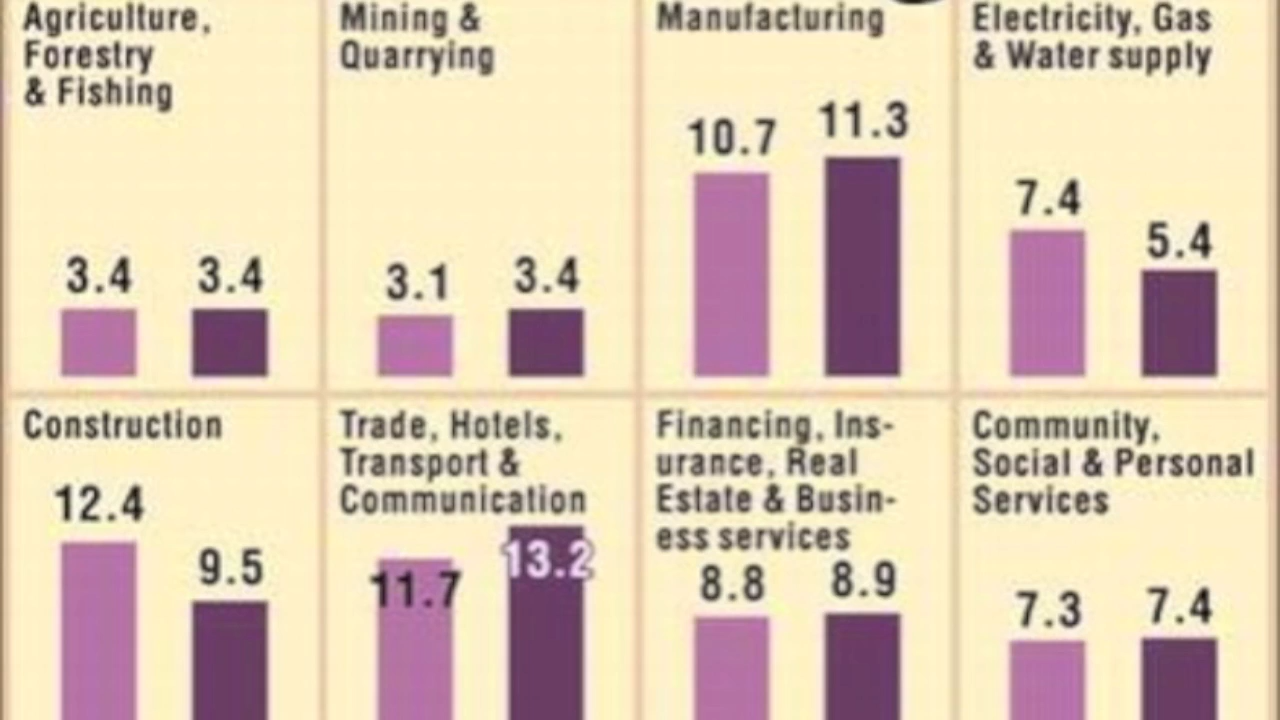 Agriculture,
Forestry
& Fishing
3.4 3.4
Mining &
Quarrying
3.1 3.4
Manufacturing
10.7 11.3
Electricity, Gas
& Water supply
7.4 5.4
Construction
12.4 9.5
Trade, Hotels,
Transport &
Communication
11.7 13.2
Financing, Ins-
urance, Real
Estate & Busin-
ess services
8.8 8.9
Community,
Social & Personal
Services
7.3 7.4